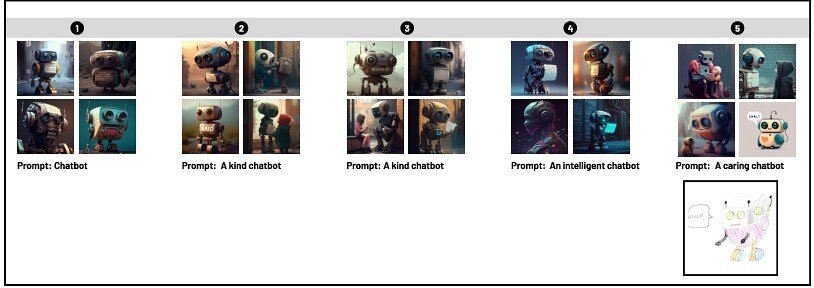 1 2 3 4 5
Prompt: Chatbot
Prompt: A kind chatbot
Prompt: A kind chatbot
Prompt: An intelligent chatbot
Prompt: A caring chatbot
HELLO